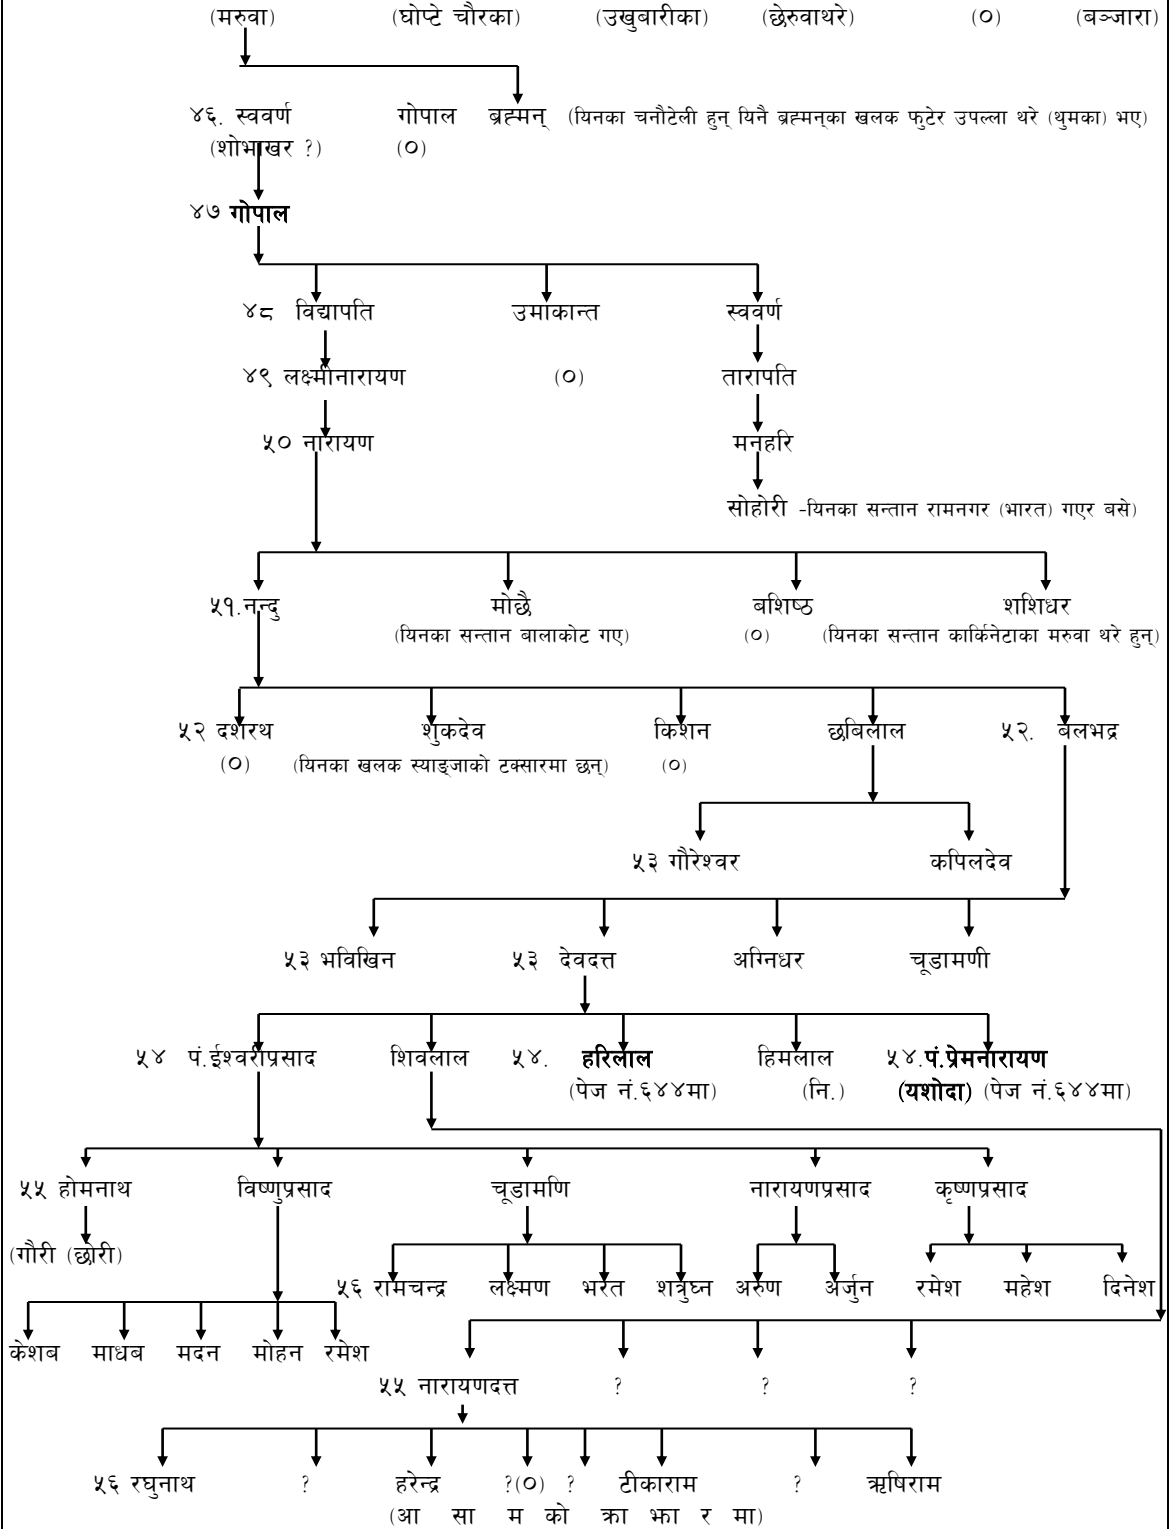 (मरुवा) (घोप्टे चौरका) (उखुबारीका) (छेरुवाथरे) (०) (बञ्जारा)
४६. स्ववर्ण गोपाल ब्रह्मन् (यिनका चनौटेली हुन् यिनै ब्रह्मन्का खलक फुटेर उपल्ला थरे (थुमका) भए)
(शोभाखर ?) (०)
४७ गोपाल
४८ विद्यापति उमाकान्त स्ववर्ण
४९ लक्ष्मीनारायण (०) तारापति
५० नारायण मनहरि
सोहोरी -यिनका सन्तान रामनगर (भारत) गएर बसे)
५१.नन्दु मोछै बशिष्ठ शशिधर
(यिनका सन्तान बालाकोट गए) (०) (यिनका सन्तान कार्किनेटाका मरुवा थरे हुन्)
५२ दशरथ शुकदेव किशन छबिलाल ५२. बलभद्र
(०) (यिनका खलक स्याङ्जाको टक्सारमा छन्) (०)
५३ गौरेश्वर कपिलदेव
५३ भविखिन ५३ देवदत्त अग्निधर चूडामणी
५४ पं.ईश्वरीप्रसाद शिवलाल ५४. हरिलाल हिमलाल ५४.पं.प्रेमनारायण
(पेज नं.६४४मा) (नि.) (यशोदा) (पेज नं.६४४मा)
५५ होमनाथ विष्णुप्रसाद चूडामणि नारायणप्रसाद कृष्णप्रसाद
(गौरी (छोरी)
५६ रामचन्द्र लक्ष्मण भरत शत्रुघ्न अरुण अर्जुन रमेश महेश दिनेश
केशब माधब मदन मोहन रमेश
५५ नारायणदत्त ? ? ?
५६ रघुनाथ ? हरेन्द्र ?(०) ? टीकाराम ? ऋषिराम
(आ सा म को क्रा झा र मा)